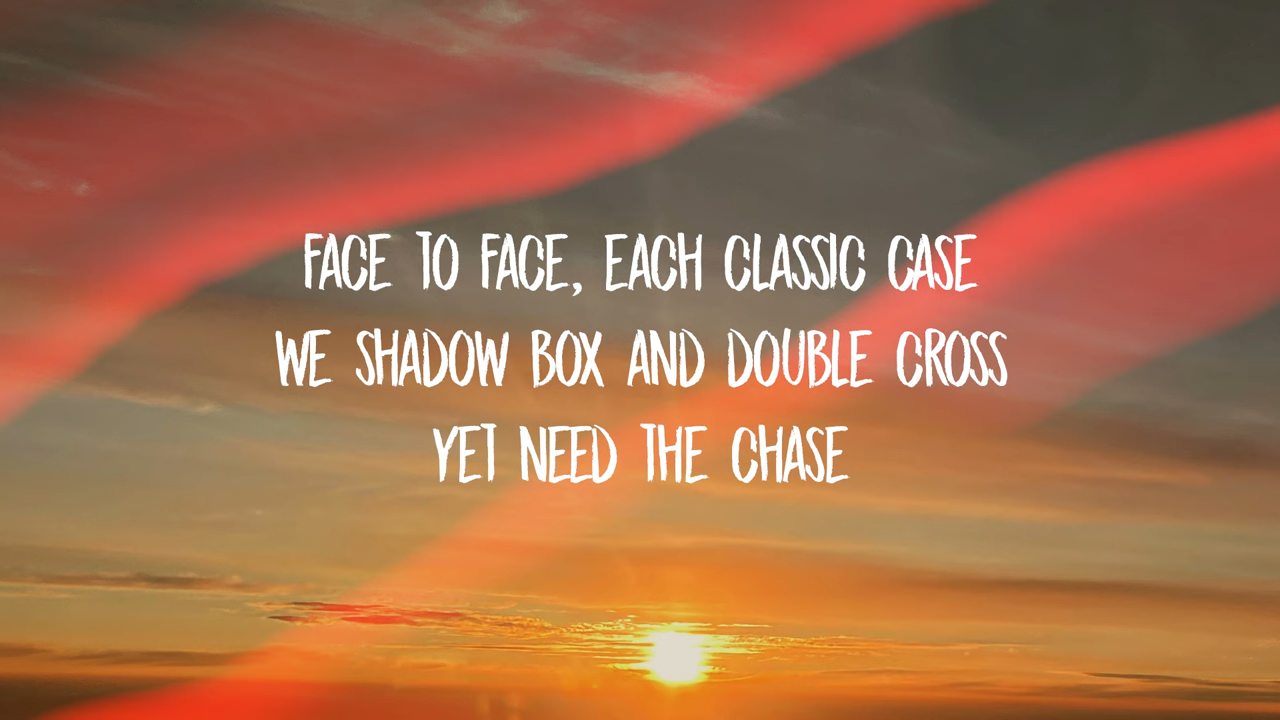 FACE TO FACE, EACH CLASSIC CASE
WE SHADOW BOX AND DOUBLE CROSS
YET NEED THE CHASE